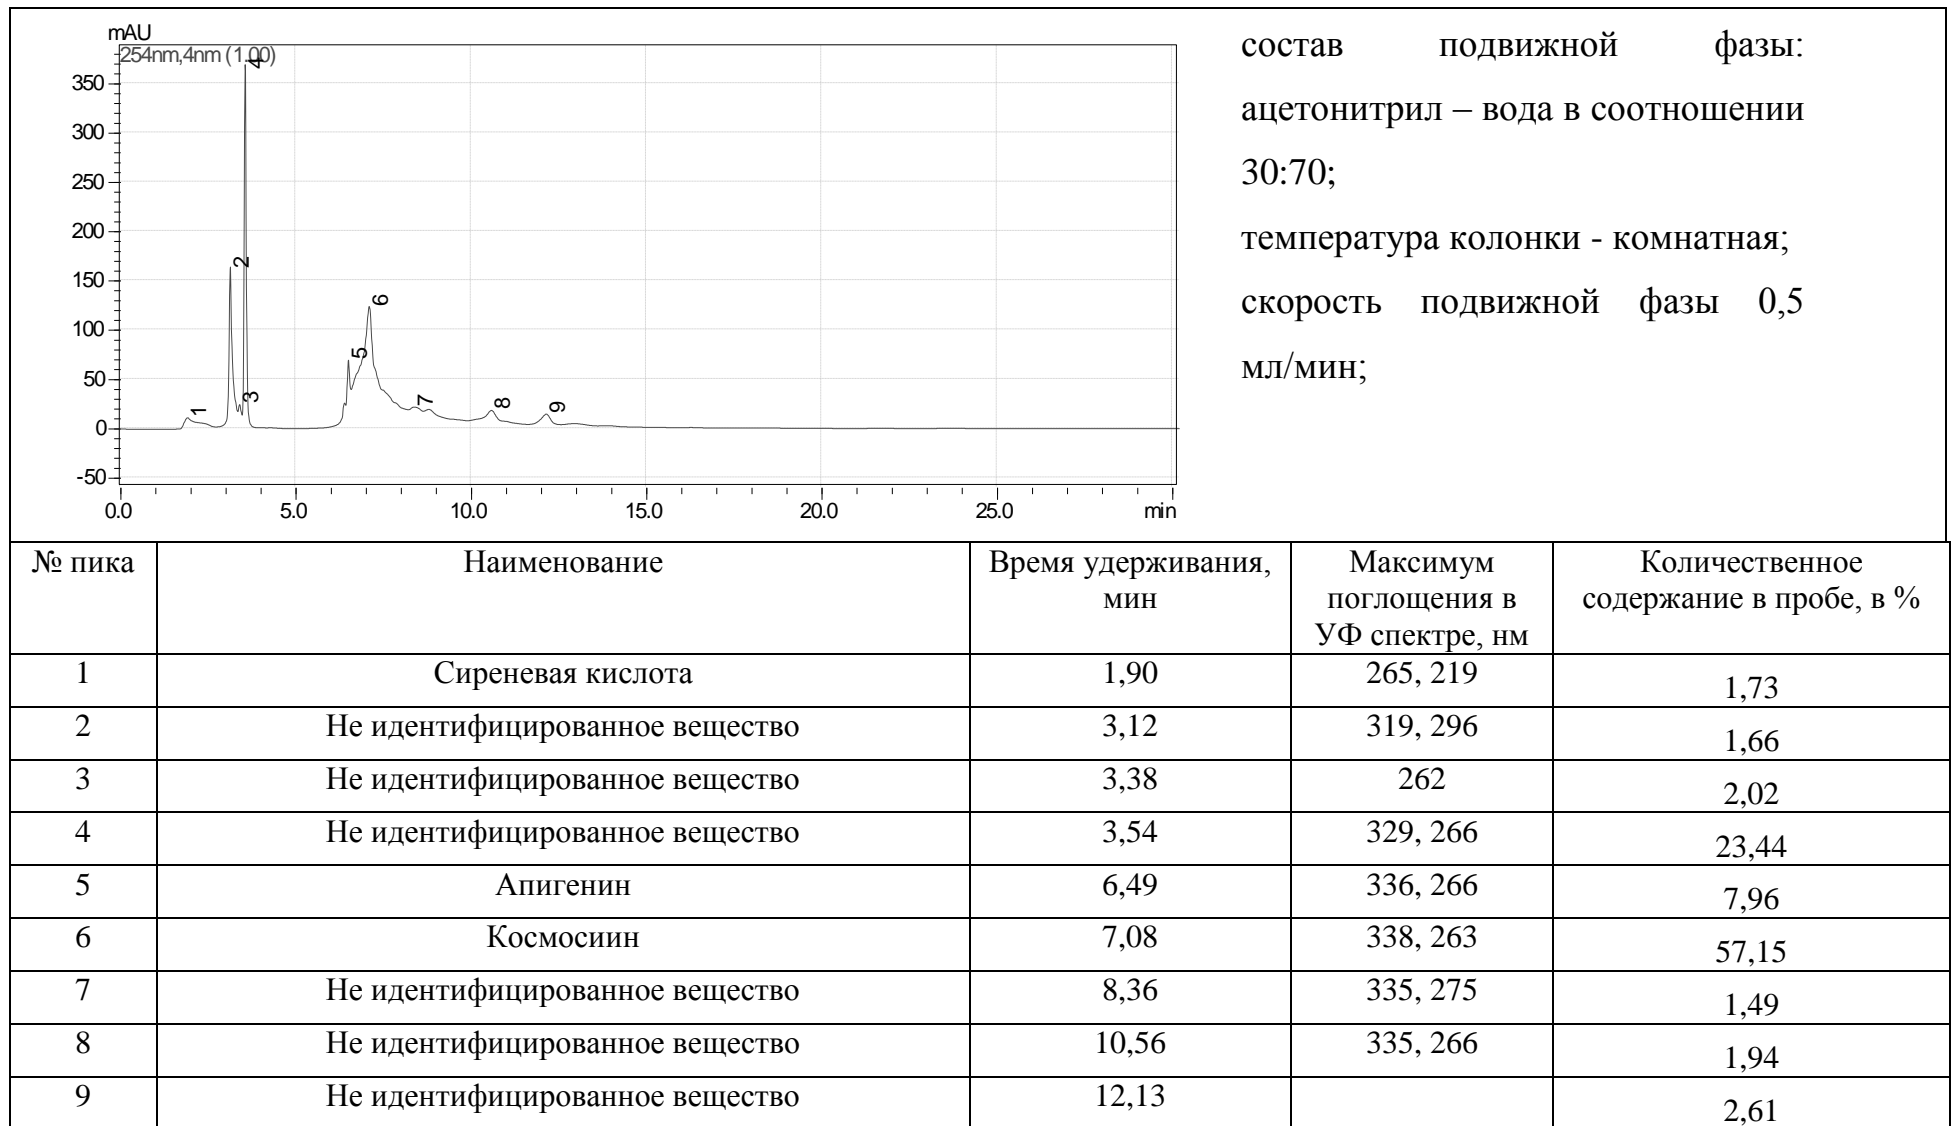 mAU
254nm,4nm (1.00)
350
300
250
200
150
100
50
0
-50
1
2
3
4
5
6
7
8
9
0.0 5.0 10.0 15.0 20.0 25.0 min
состав подвижной фазы:
ацетонитрил – вода в соотношении
30:70;
температура колонки - комнатная;
скорость подвижной фазы 0,5
мл/мин;
№ пика Наименование Время удерживания, мин Максимум поглощения в УФ спектре, нм Количественное содержание в пробе, в %
1 Сиреневая кислота 1,90 265, 219 1,73
2 Не идентифицированное вещество 3,12 319, 296 1,66
3 Не идентифицированное вещество 3,38 262 2,02
4 Не идентифицированное вещество 3,54 329, 266 23,44
5 Апигенин 6,49 336, 266 7,96
6 Космосиин 7,08 338, 263 57,15
7 Не идентифицированное вещество 8,36 335, 275 1,49
8 Не идентифицированное вещество 10,56 335, 266 1,94
9 Не идентифицированное вещество 12,13 2,61